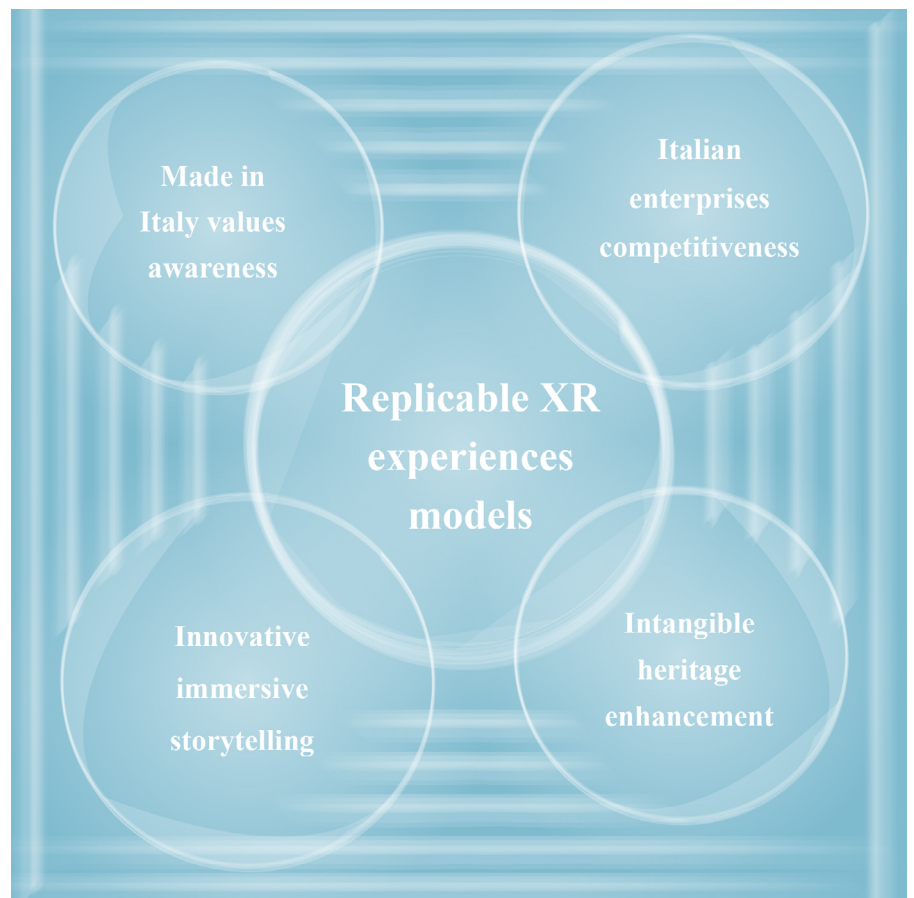 Made in
Italy values
awareness
Italian
enterprises
competitiveness
Replicable XR
experiences
models
Innovative
immersive
storytelling
Intangible
heritage
enhancement